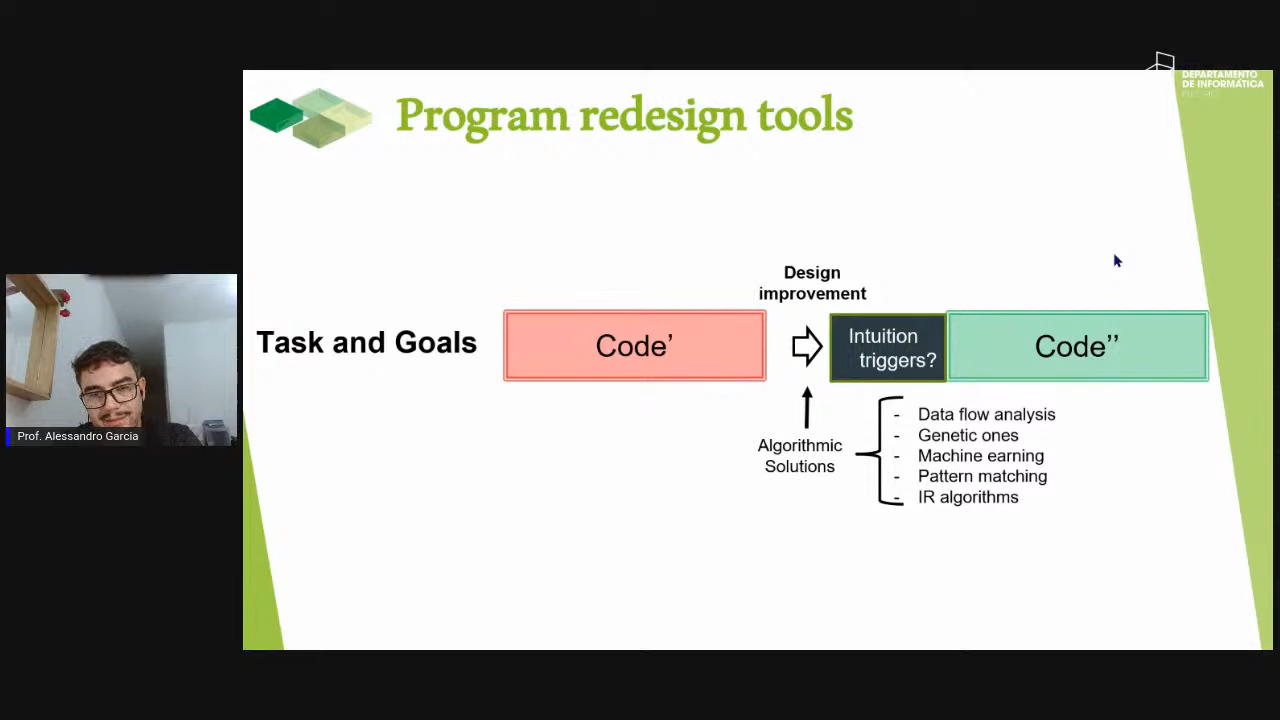 DEPARTAMENTO
DE INFORMÁTICA
Program redesign tools
Design
improvement
Task and Goals
Code’
Intuition
triggers?
Code’’
Algorithmic
Solutions
- Data flow analysis
- Genetic ones
- Machine earning
- Pattern matching
- IR algorithms
Prof. Alessandro Garcia